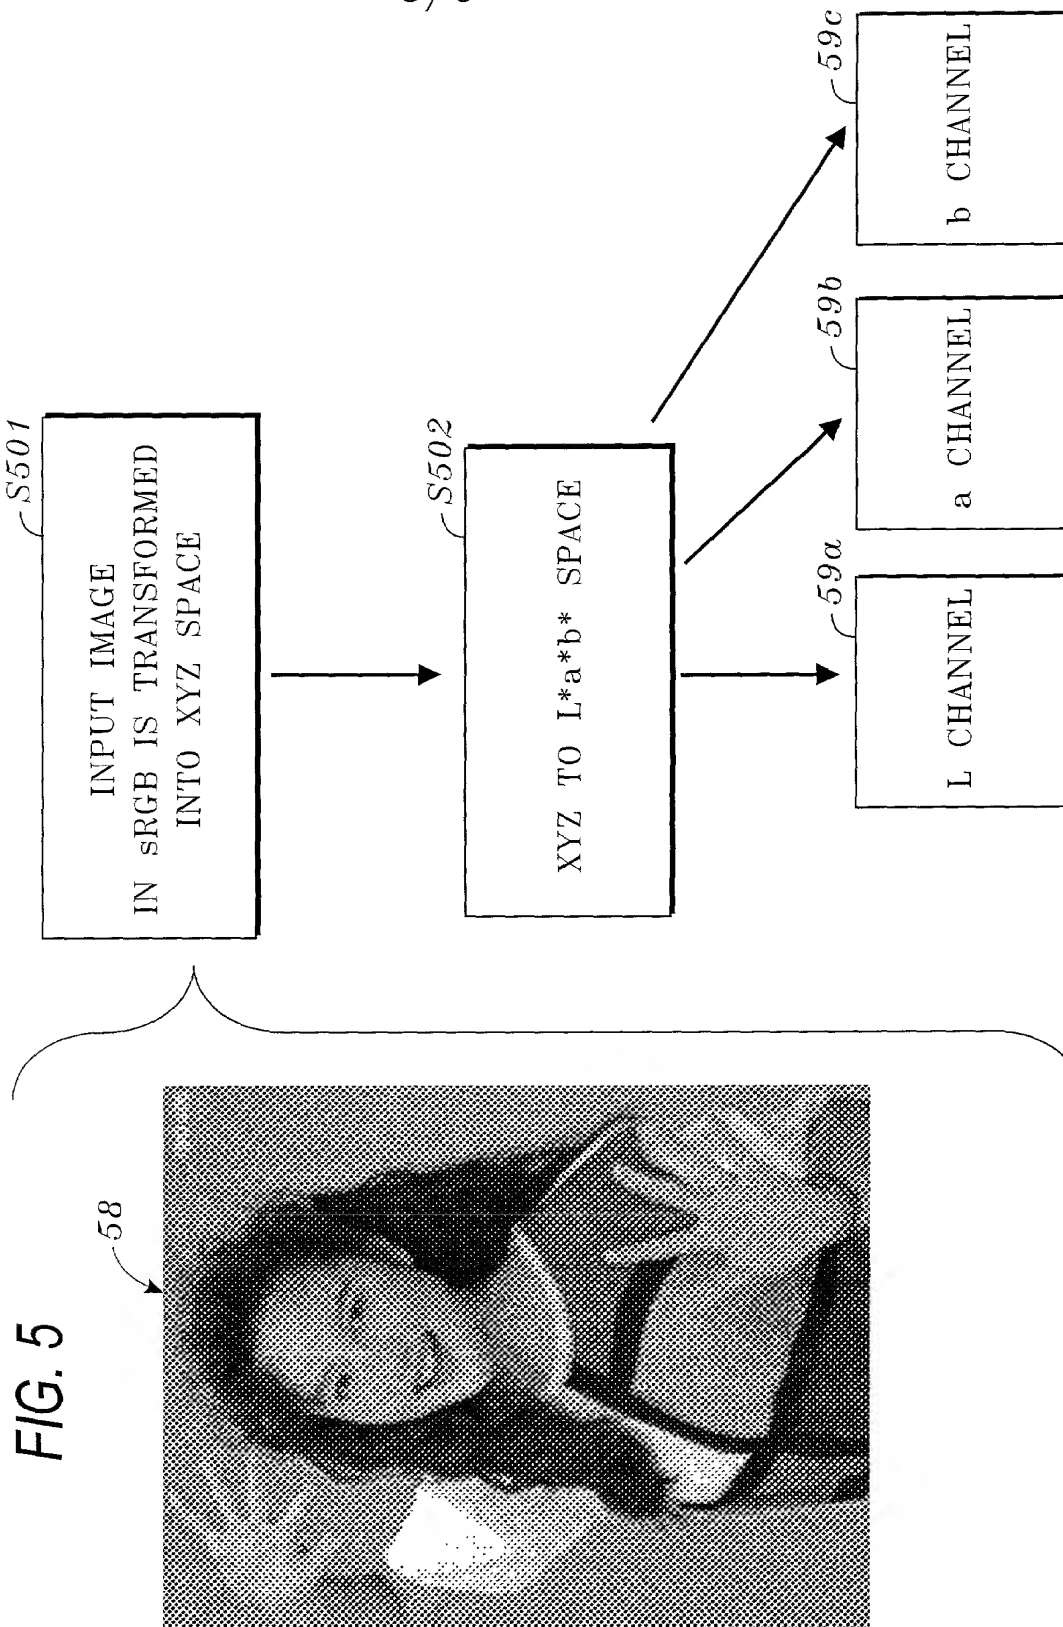 FIG. 5
58
S501
INPUT IMAGE
IN sRGB IS TRANSFORMED
INTO XYZ SPACE
S502
XYZ TO L*a*b* SPACE
59a
L CHANNEL
59b
a CHANNEL
59c
b CHANNEL